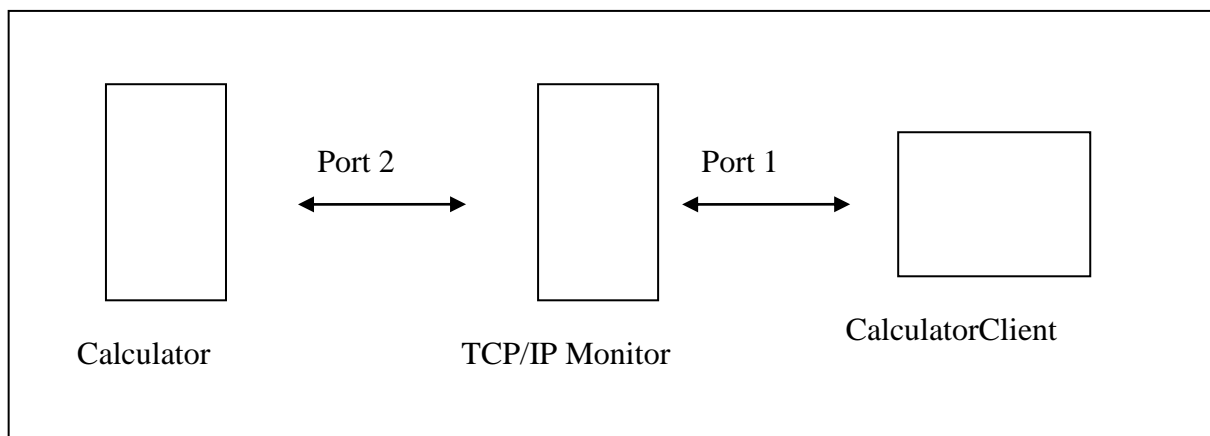 Port 2
Port 1
Calculator
TCP/IP Monitor
CalculatorClient